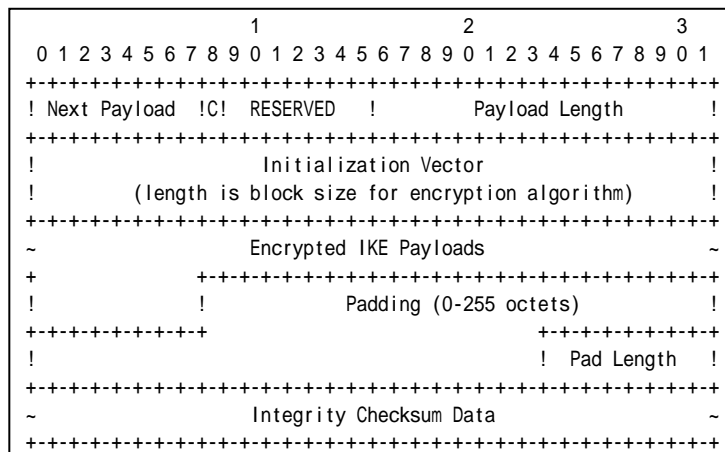 1                   2                   3
 0 1 2 3 4 5 6 7 8 9 0 1 2 3 4 5 6 7 8 9 0 1 2 3 4 5 6 7 8 9 0 1
+-+-+-+-+-+-+-+-+-+-+-+-+-+-+-+-+-+-+-+-+-+-+-+-+-+-+-+-+-+-+-+-+
! Next Payload  !C!  RESERVED   !         Payload Length        !
+-+-+-+-+-+-+-+-+-+-+-+-+-+-+-+-+-+-+-+-+-+-+-+-+-+-+-+-+-+-+-+-+
!                     Initialization Vector                     !
!         (length is block size for encryption algorithm)       !
+-+-+-+-+-+-+-+-+-+-+-+-+-+-+-+-+-+-+-+-+-+-+-+-+-+-+-+-+-+-+-+-+
~                    Encrypted IKE Payloads                     ~
+               +-+-+-+-+-+-+-+-+-+-+-+-+-+-+-+-+-+-+-+-+-+-+-+-+
!               !             Padding (0-255 octets)            !
+-+-+-+-+-+-+-+-+                               +-+-+-+-+-+-+-+-+
!                                               !  Pad Length   !
+-+-+-+-+-+-+-+-+-+-+-+-+-+-+-+-+-+-+-+-+-+-+-+-+-+-+-+-+-+-+-+-+
~                    Integrity Checksum Data                    ~
+-+-+-+-+-+-+-+-+-+-+-+-+-+-+-+-+-+-+-+-+-+-+-+-+-+-+-+-+-+-+-+-+